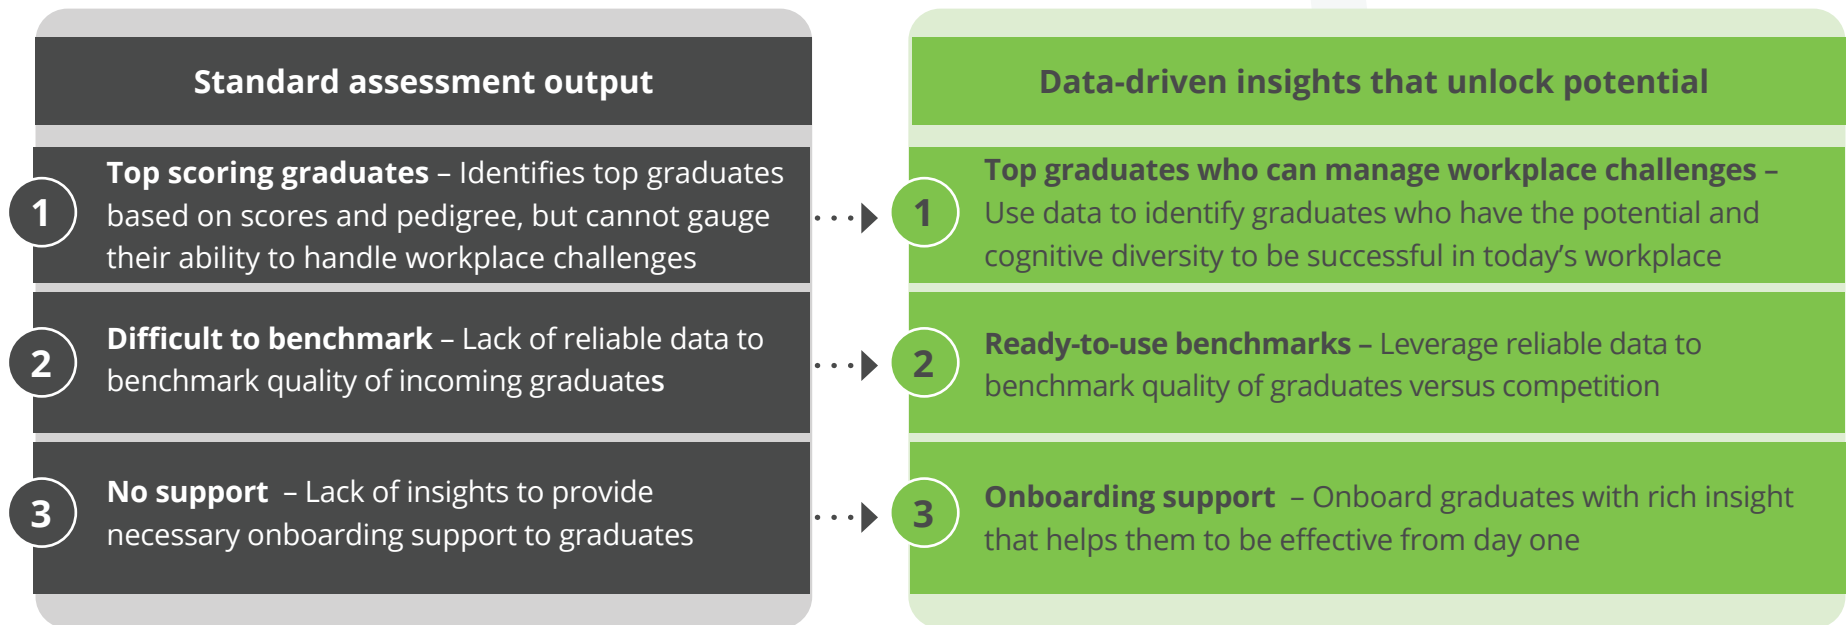 Standard assessment output
1
Top scoring graduates – Identifies top graduates
based on scores and pedigree, but cannot gauge
their ability to handle workplace challenges
2
Difficult to benchmark – Lack of reliable data to
benchmark quality of incoming graduates
3
No support – Lack of insights to provide
necessary onboarding support to graduates
Data-driven insights that unlock potential
1
Top graduates who can manage workplace challenges –
Use data to identify graduates who have the potential and
cognitive diversity to be successful in today’s workplace
2
Ready-to-use benchmarks – Leverage reliable data to
benchmark quality of graduates versus competition
3
Onboarding support – Onboard graduates with rich insight
that helps them to be effective from day one